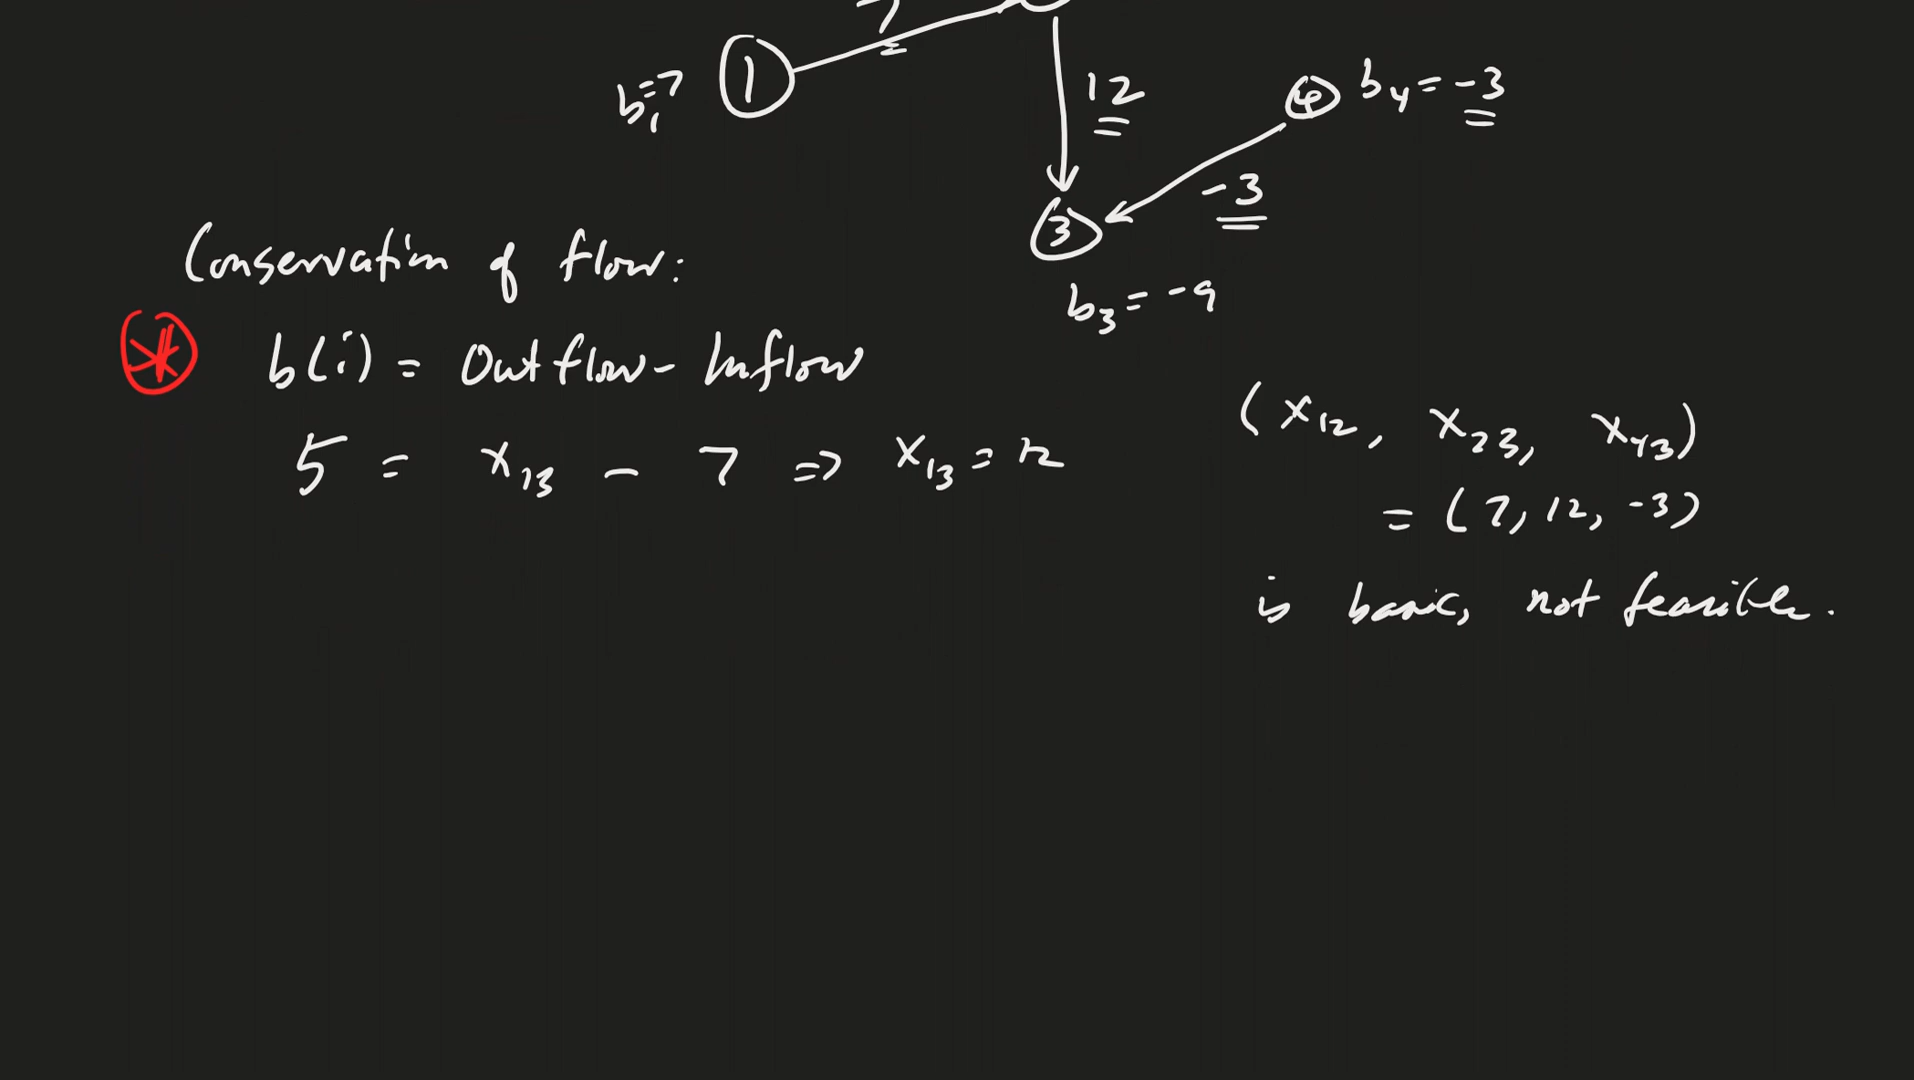 7
b₁=7
1
12
4
b₄ = -3
-3
3
b₃ = -9
Conservation of flow:
* b(i) = Outflow - Inflow
5 = x₁₃ - 7 => x₁₃ = 12
(x₁₂, x₂₃, x₄₃)
= (7, 12, -3)
is basic, not feasible.